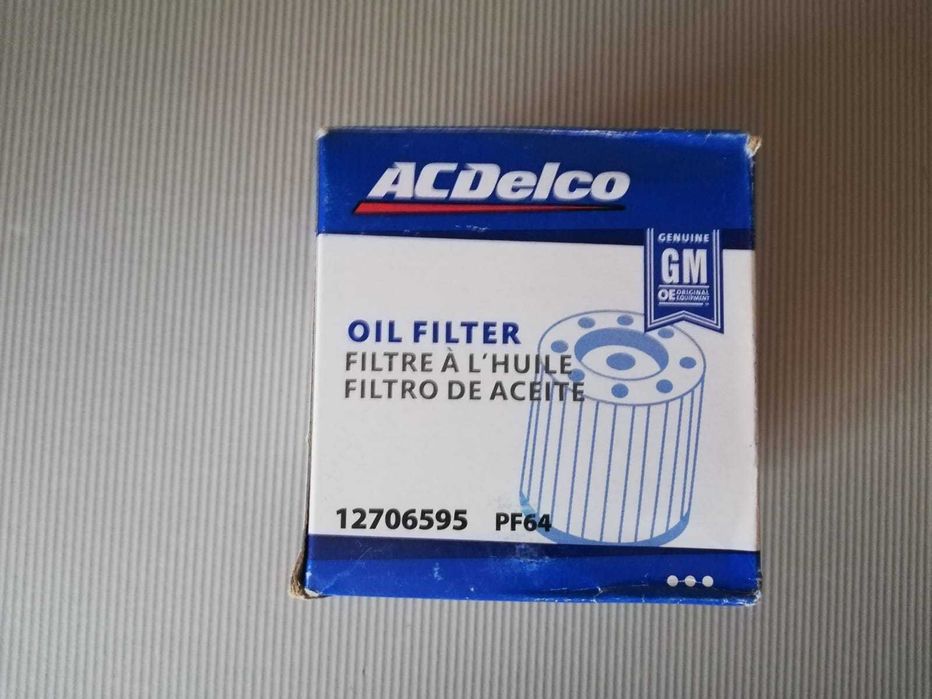 ACDelco
GENUINE
GM
OE ORIGINAL EQUIPMENT
OIL FILTER
FILTRE À L'HUILE
FILTRO DE ACEITE
12706595 PF64